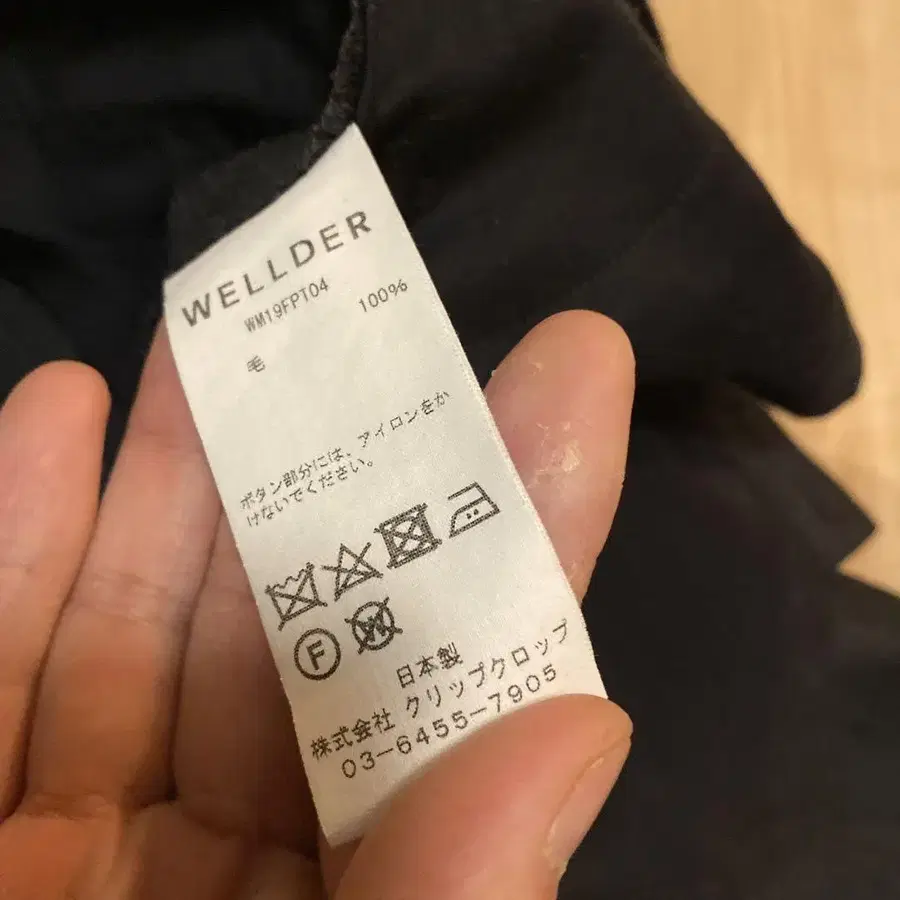 WELLDER
WM19FPT04
毛 100%
ボタン部分には、アイロンをか
けないでください。
F
W
日本製
株式会社 クリップクロップ
03-6455-7905